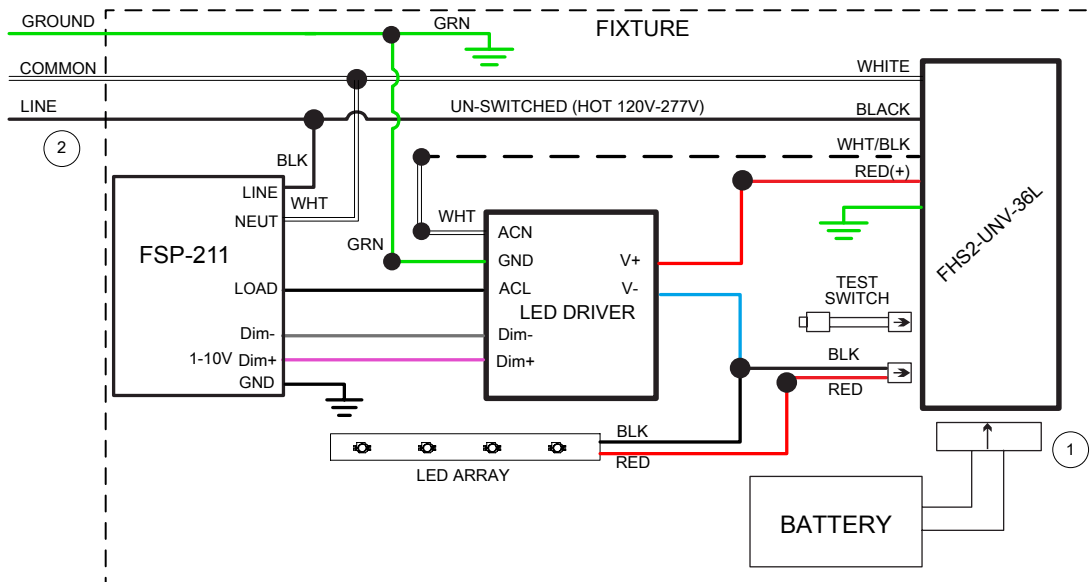 GROUND
GRN
FIXTURE
COMMON
WHITE
LINE
UN-SWITCHED (HOT 120V-277V)
BLACK
2
WHT/BLK
BLK
RED(+)
LINE
WHT
NEUT
WHT
ACN
GRN
FSP-211
GND
V+
FHS2-UNV-36L
LOAD
ACL
V-
TEST
SWITCH
LED DRIVER
Dim-
Dim-
1-10V
Dim+
Dim+
BLK
GND
RED
BLK
RED
LED ARRAY
1
BATTERY